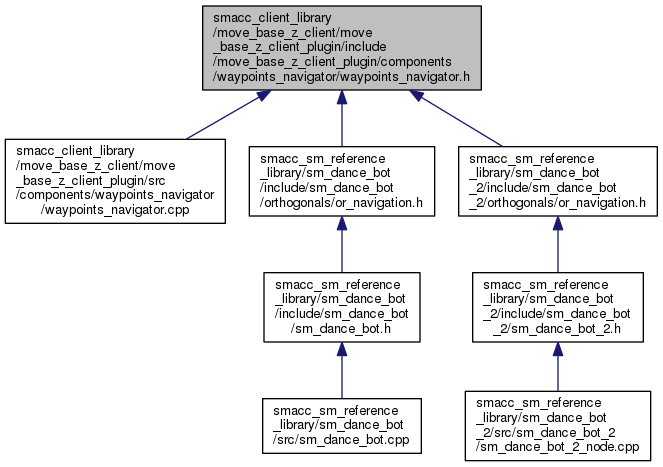 smacc_client_library
/move_base_z_client/move
_base_z_client_plugin/include
/move_base_z_client_plugin/components
/waypoints_navigator/waypoints_navigator.h
smacc_client_library
/move_base_z_client/move
_base_z_client_plugin/src
/components/waypoints_navigator
/waypoints_navigator.cpp
smacc_sm_reference
_library/sm_dance_bot
/include/sm_dance_bot
/orthogonals/or_navigation.h
smacc_sm_reference
_library/sm_dance_bot
_2/include/sm_dance_bot
_2/orthogonals/or_navigation.h
smacc_sm_reference
_library/sm_dance_bot
/include/sm_dance_bot
/sm_dance_bot.h
smacc_sm_reference
_library/sm_dance_bot
_2/include/sm_dance_bot
_2/sm_dance_bot_2.h
smacc_sm_reference
_library/sm_dance_bot
/src/sm_dance_bot.cpp
smacc_sm_reference
_library/sm_dance_bot
_2/src/sm_dance_bot_2
/sm_dance_bot_2_node.cpp